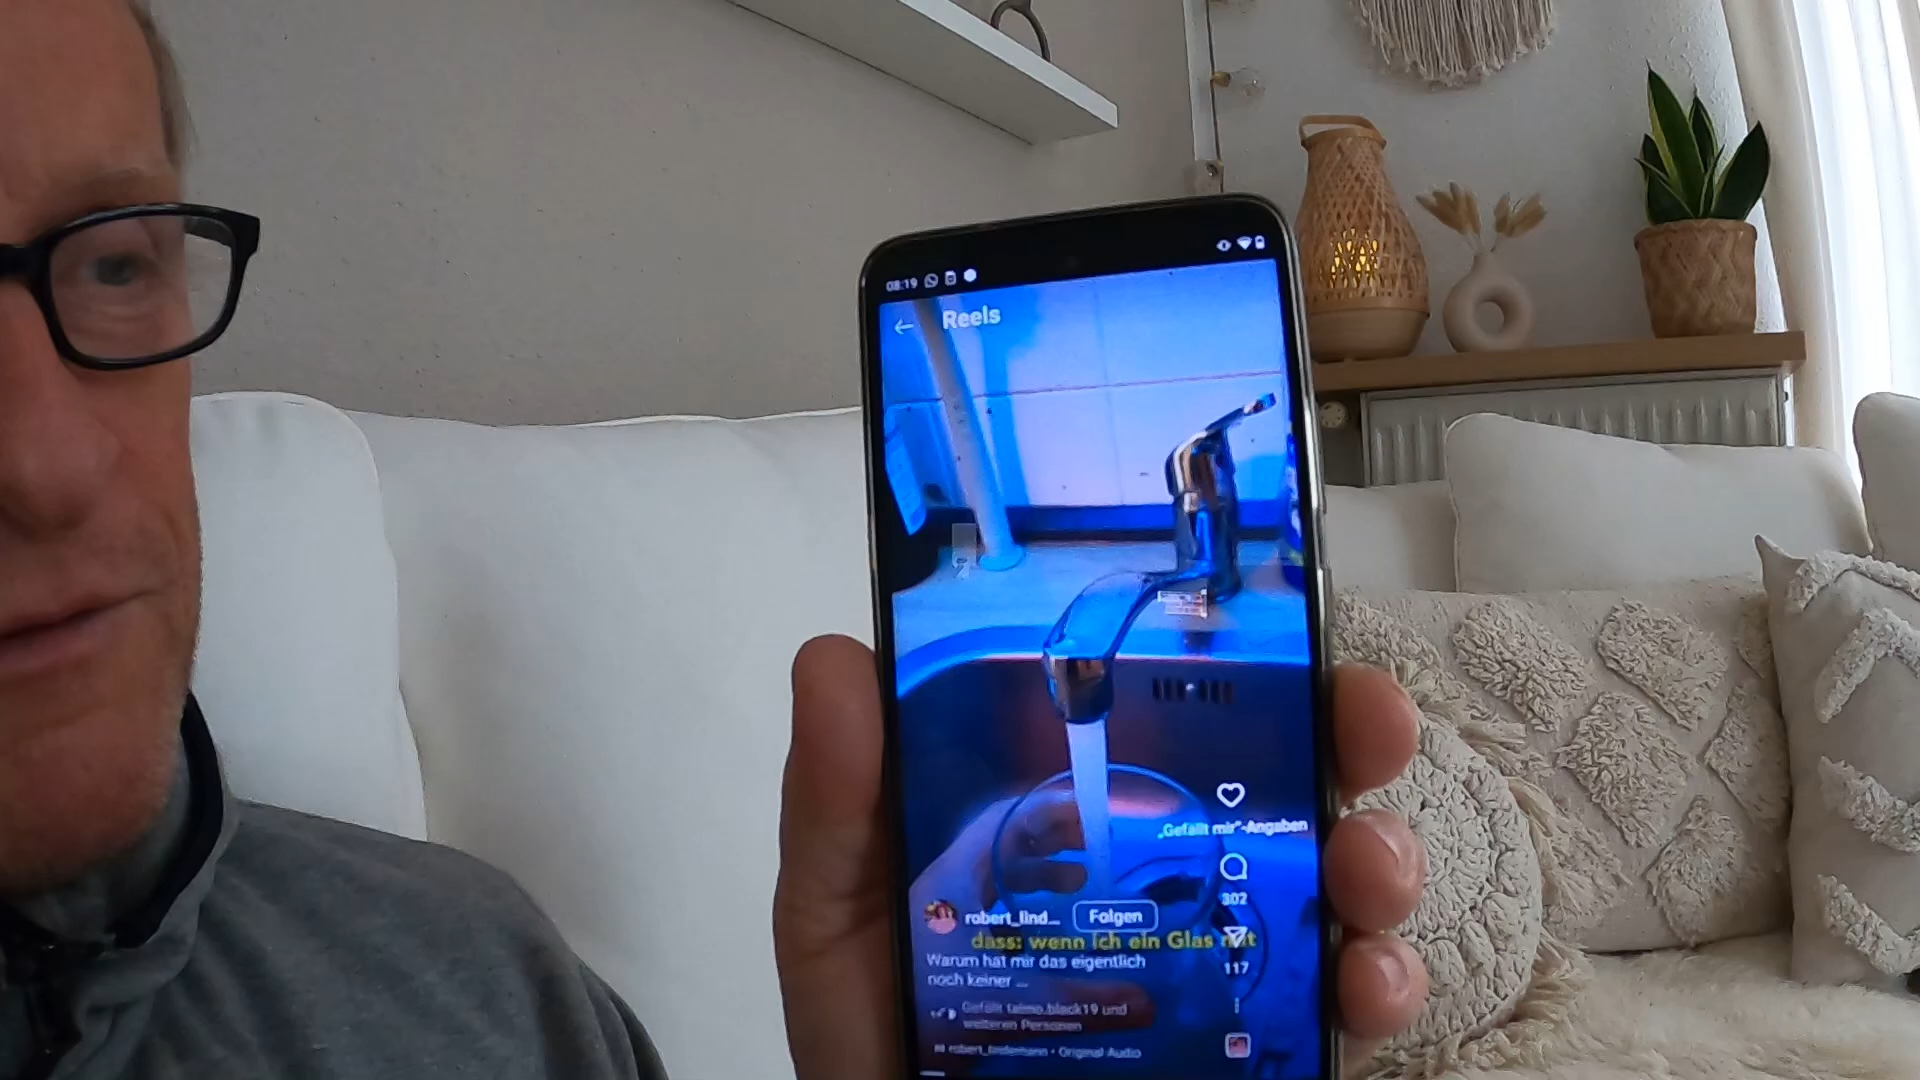 08:19
Reels
„Gefällt mir"-Angaben
302
robert_lind... Folgen
dass: wenn ich ein Glas mit
Warum hat mir das eigentlich
noch keiner ...
117
Gefällt taimo.black19 und
weiteren Personen
robert_lindemann • Original Audio